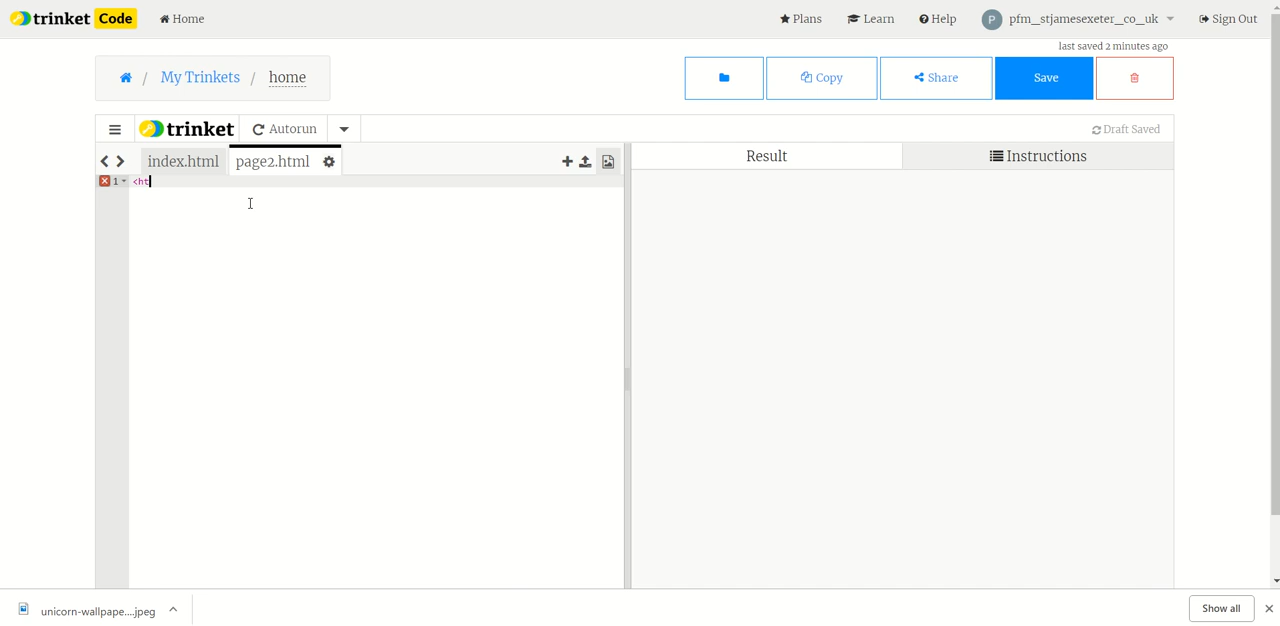 trinket Code Home Plans Learn Help P pfm_stjamesexeter_co_uk Sign Out
last saved 2 minutes ago
/ My Trinkets / home Copy Share Save
trinket Autorun Draft Saved
index.html page2.html Result Instructions
1 <ht
unicorn-wallpape....jpeg Show all